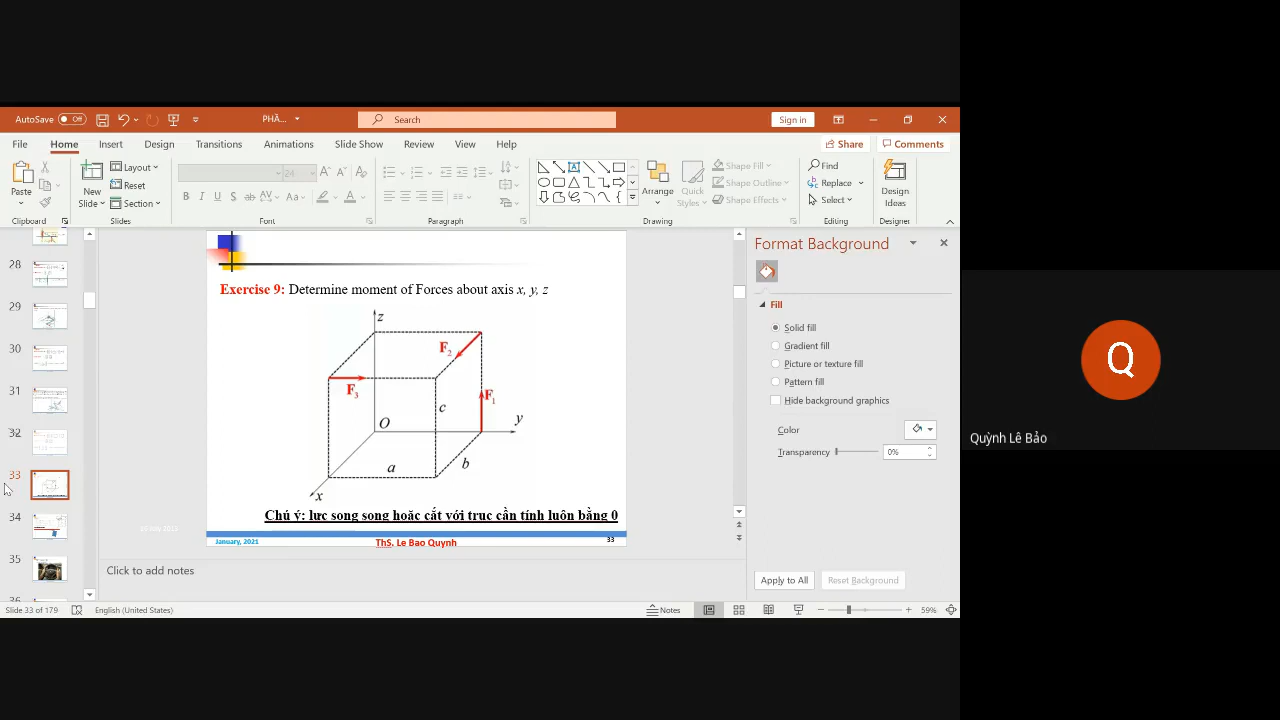 AutoSave Off PHẦ... Search Sign in
File Home Insert Design Transitions Animations Slide Show Review View Help Share Comments
Paste Layout Reset Section New Slide 24 Arrange Quick Styles Shape Fill Shape Outline Shape Effects Find Replace Select Design Ideas
B I U S ab AV Aa A
Clipboard Slides Font Paragraph Drawing Editing Designer
28
29
30
31
32
33
34
35
36
Exercise 9: Determine moment of Forces about axis x, y, z
z
F2
F3
F1
c
O
y
a
b
x
Chú ý: lực song song hoặc cắt với trục cần tính luôn bằng 0
January, 2021 ThS. Le Bao Quynh 33
Click to add notes
Format Background
Fill
Solid fill
Gradient fill
Picture or texture fill
Pattern fill
Hide background graphics
Color
Transparency 0%
Apply to All Reset Background
Slide 33 of 179 English (United States) Notes 59%
Q
Quỳnh Lê Bảo